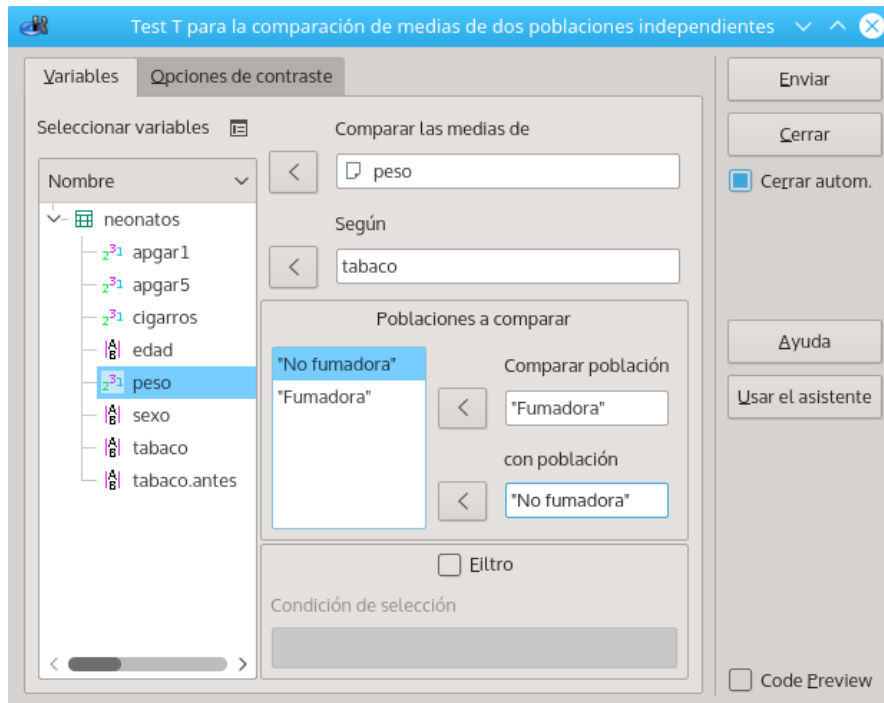 Test T para la comparación de medias de dos poblaciones independientes
Variables
Opciones de contraste
Seleccionar variables
Nombre
neonatos
apgar1
apgar5
cigarros
edad
peso
sexo
tabaco
tabaco.antes
Comparar las medias de
peso
Según
tabaco
Poblaciones a comparar
"No fumadora"
"Fumadora"
Comparar población
"Fumadora"
con población
"No fumadora"
Filtro
Condición de selección
Enviar
Cerrar
Cerrar autom.
Ayuda
Usar el asistente
Code Preview